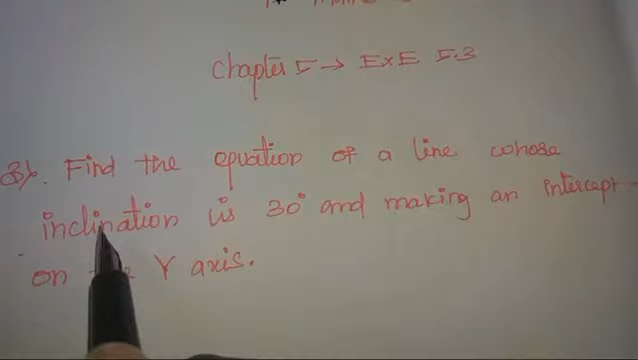 Chapter 5 → EXE 5.3
Find the equation of a line whose
inclination is 30° and making an intercept
on Y axis.